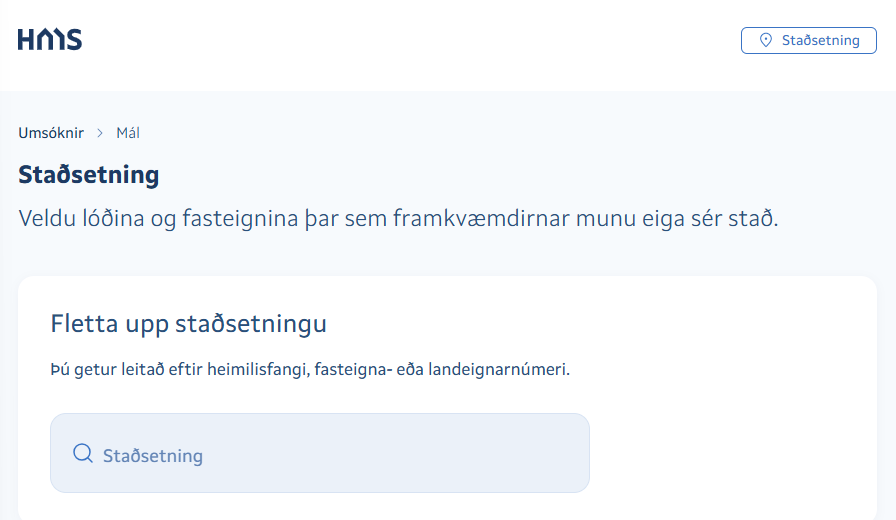 HMS
Staðsetning
Umsóknir > Mál
Staðsetning
Veldu lóðina og fasteignina þar sem framkvæmdirnar munu eiga sér stað.
Fletta upp staðsetningu
Þú getur leitað eftir heimilisfangi, fasteigna- eða landeignarnúmeri.
Staðsetning